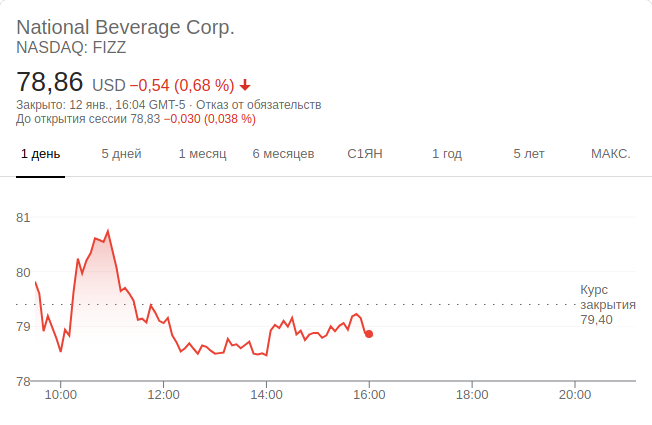 National Beverage Corp.
NASDAQ: FIZZ
78,86 USD −0,54 (0,68 %)
Закрыто: 12 янв., 16:04 GMT-5 · Отказ от обязательств
До открытия сессии 78,83 −0,030 (0,038 %)
1 день 5 дней 1 месяц 6 месяцев С1ЯН 1 год 5 лет МАКС.
81
80
Курс
закрытия
79,40
79
78
10:00 12:00 14:00 16:00 18:00 20:00